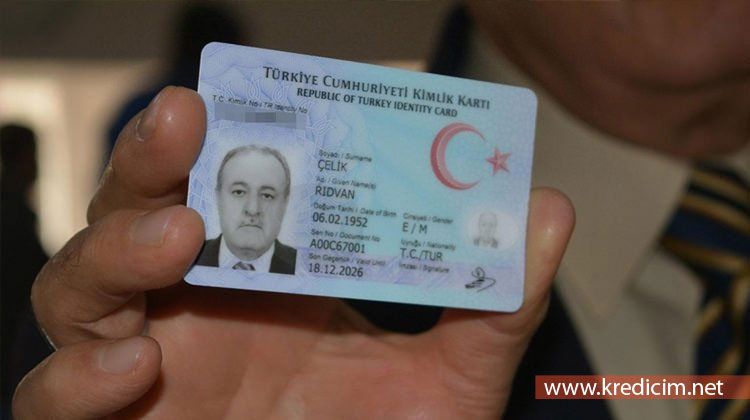 TÜRKİYE CUMHURİYETİ KİMLİK KARTI
REPUBLIC OF TURKEY IDENTITY CARD
T.C. Kimlik No / TR Identity No
Soyadı / Surname
ÇELİK
Adı / Given Name(s)
RIDVAN
Doğum Tarihi / Date of Birth
06.02.1952
Cinsiyeti / Gender
E / M
Seri No / Document No
A00C67001
Uyruğu / Nationality
T.C./TUR
Son Geçerlilik / Valid Until
18.12.2026
İmzası / Signature
www.kredicim.net